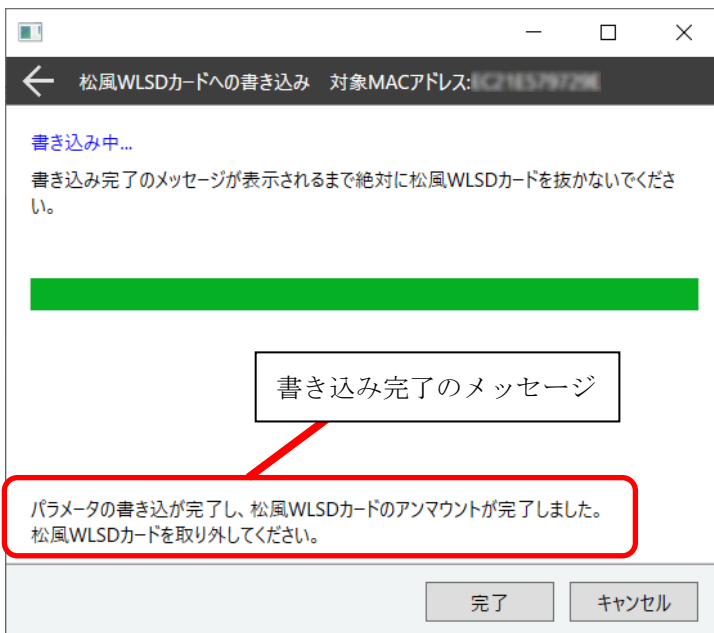 松風WLSDカードへの書き込み 対象MACアドレス:
書き込み中...
書き込み完了のメッセージが表示されるまで絶対に松風WLSDカードを抜かないでくださ
い。
書き込み完了のメッセージ
パラメータの書き込が完了し、松風WLSDカードのアンマウントが完了しました。
松風WLSDカードを取り外してください。
完了
キャンセル